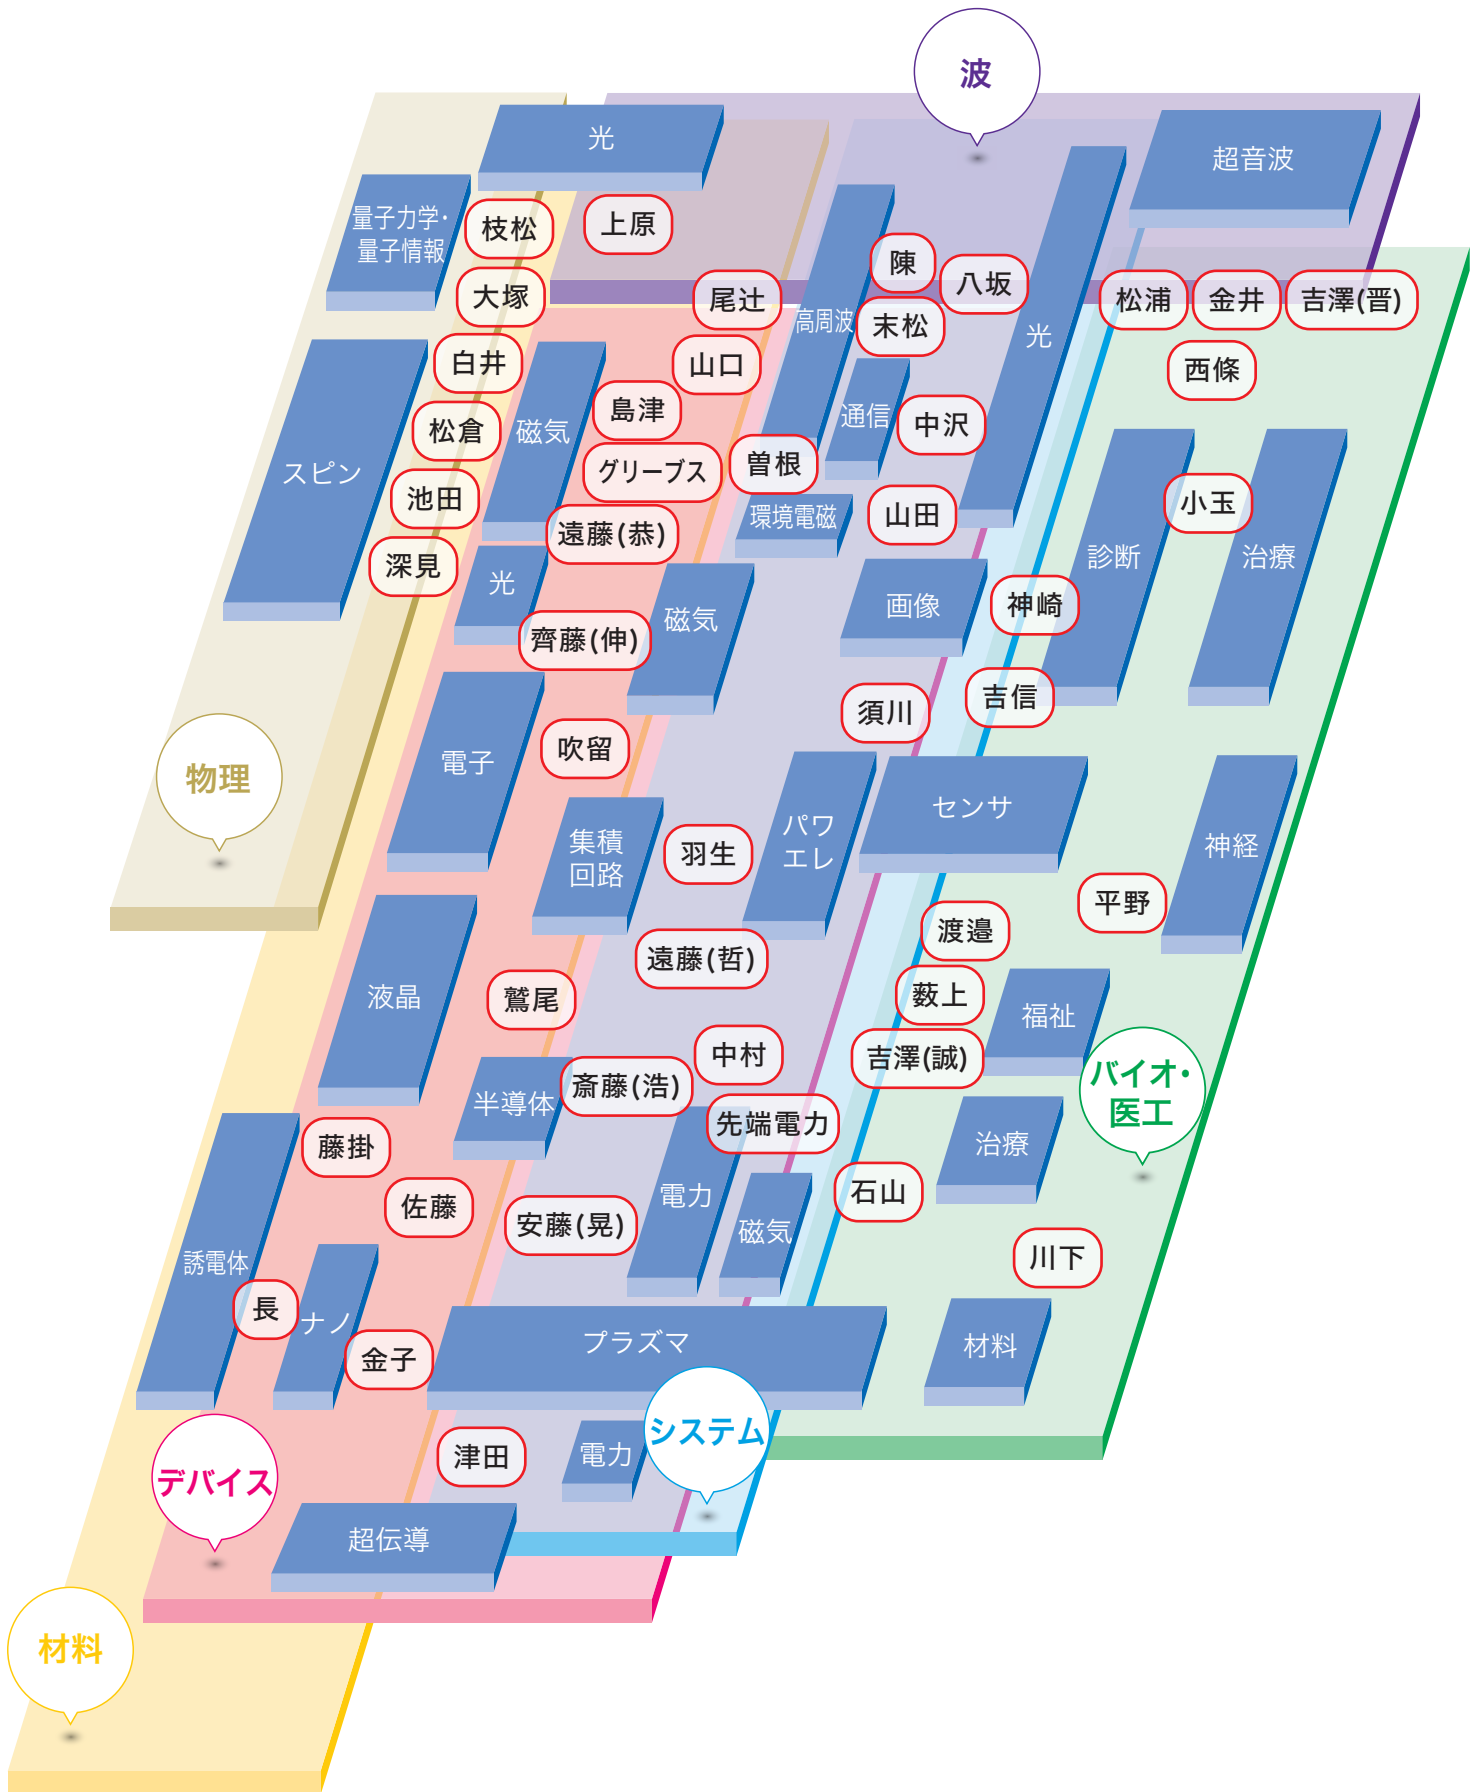 波
光
超音波
量子力学・
量子情報
枝松
上原
大塚
陳
八坂
尾辻
末松
高周波
光
松浦
金井
吉澤(晋)
白井
山口
西條
島津
通信
中沢
松倉
磁気
スピン
グリーブス
曽根
池田
遠藤(恭)
環境電磁
山田
小玉
診断
治療
深見
光
磁気
画像
神崎
齊藤(伸)
吉信
須川
電子
吹留
物理
パワ
エレ
センサ
集積
回路
羽生
神経
平野
渡邉
遠藤(哲)
液晶
鷲尾
薮上
福祉
中村
吉澤(誠)
バイオ・
医工
半導体
斎藤(浩)
先端電力
藤掛
治療
電力
佐藤
安藤(晃)
磁気
石山
誘電体
川下
長
ナノ
金子
プラズマ
材料
システム
津田
電力
デバイス
超伝導
材料